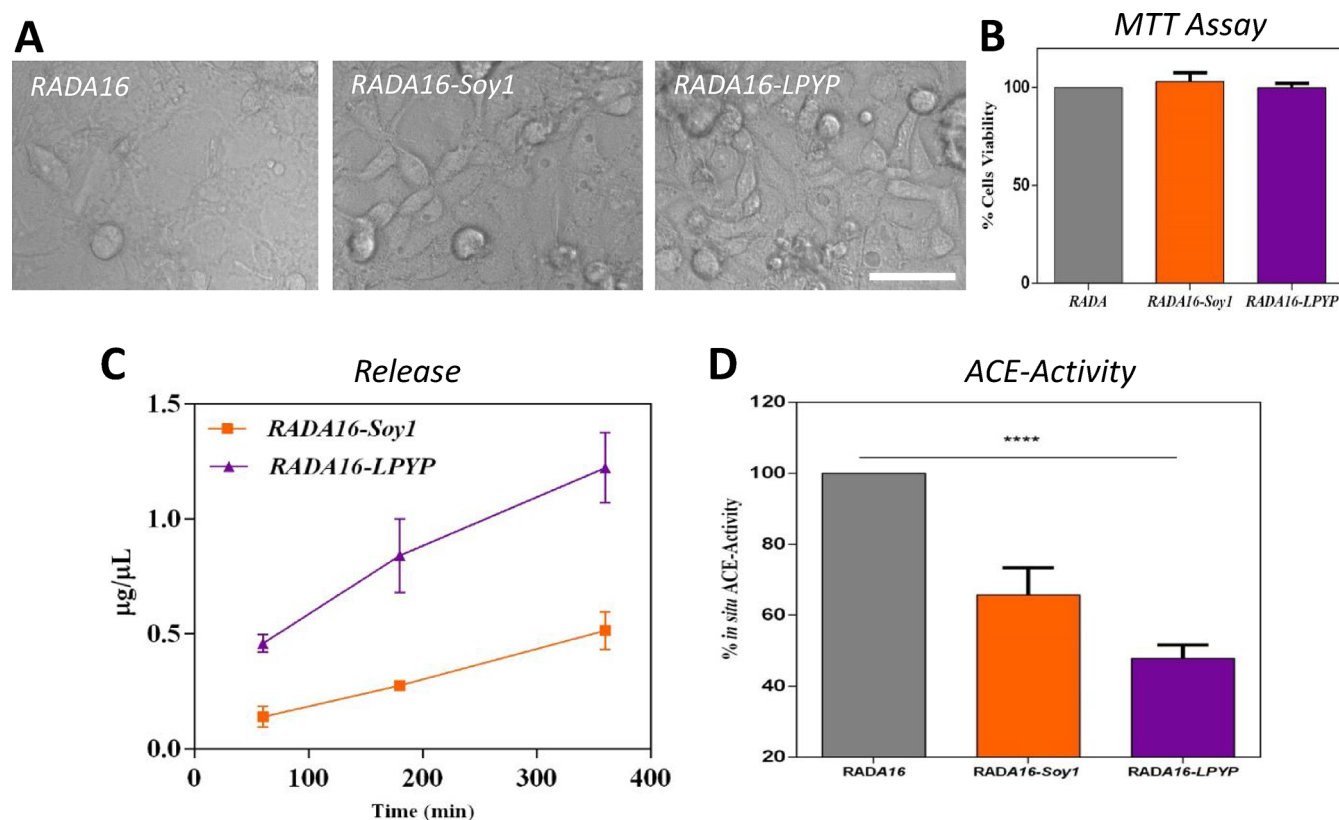 A
RADA16
RADA16-Soy1
RADA16-LPYP
B
MTT Assay
% Cells Viability
100
50
0
RADA
RADA16-Soy1
RADA16-LPYP
C
Release
RADA16-Soy1
RADA16-LPYP
µg/µL
1.5
1.0
0.5
0.0
0
100
200
300
400
Time (min)
D
ACE-Activity
% in situ ACE-Activity
120
100
80
60
40
20
****
RADA16
RADA16-Soy1
RADA16-LPYP